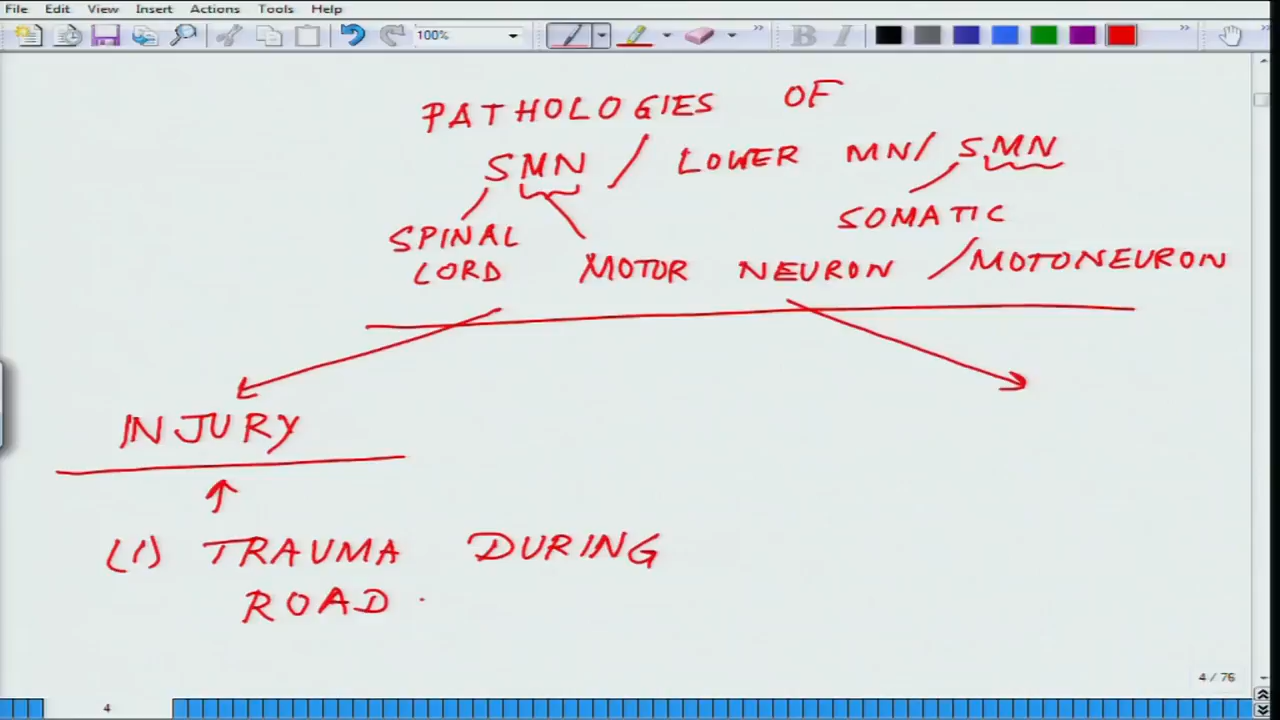 File Edit View Insert Actions Tools Help
100%
PATHOLOGIES OF
SMN / LOWER MN/ SMN
SPINAL SOMATIC
LORD MOTOR NEURON /MOTONEURON
INJURY
(1) TRAUMA DURING
ROAD
4 / 76
4